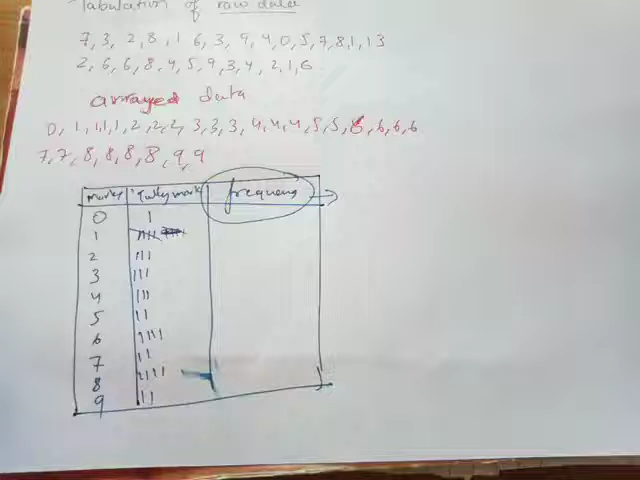 Tabulation of raw data
7, 3, 2, 8, 1 6, 3, 9, 4, 0, 5, 7, 8, 1, 13
2, 6, 6, 8, 4, 5, 9, 3, 4, 2, 1, 6
arrayed data
0, 1, 1, 1, 1, 2, 2, 2, 3, 3, 3, 4, 4, 4, 5, 5, 6, 6, 6, 6
7, 7, 8, 8, 8, 8, 9, 9
marks Tally mark frequency
0 |
1 ||||
2 |||
3 |||
4 |||
5 ||
6 ||||
7 ||
8 ||||
9 ||